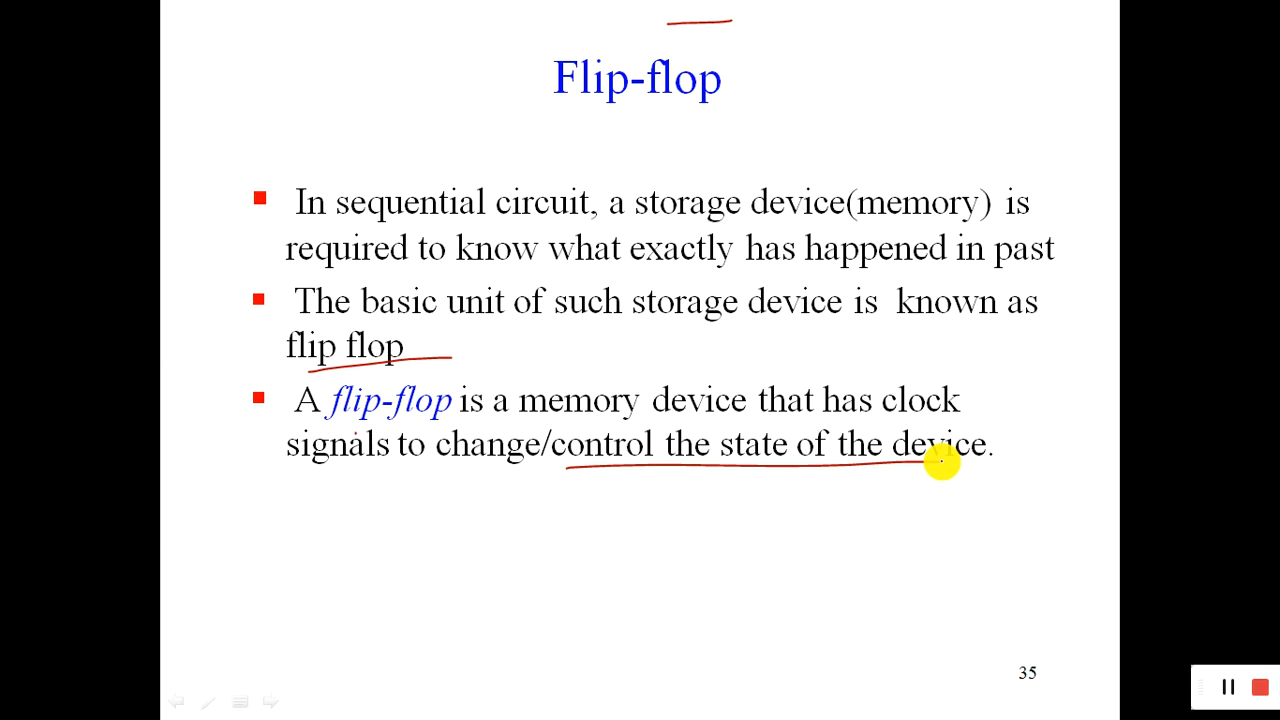 Flip-flop
In sequential circuit, a storage device(memory) is
required to know what exactly has happened in past
The basic unit of such storage device is known as
flip flop
A flip-flop is a memory device that has clock
signals to change/control the state of the device.
35